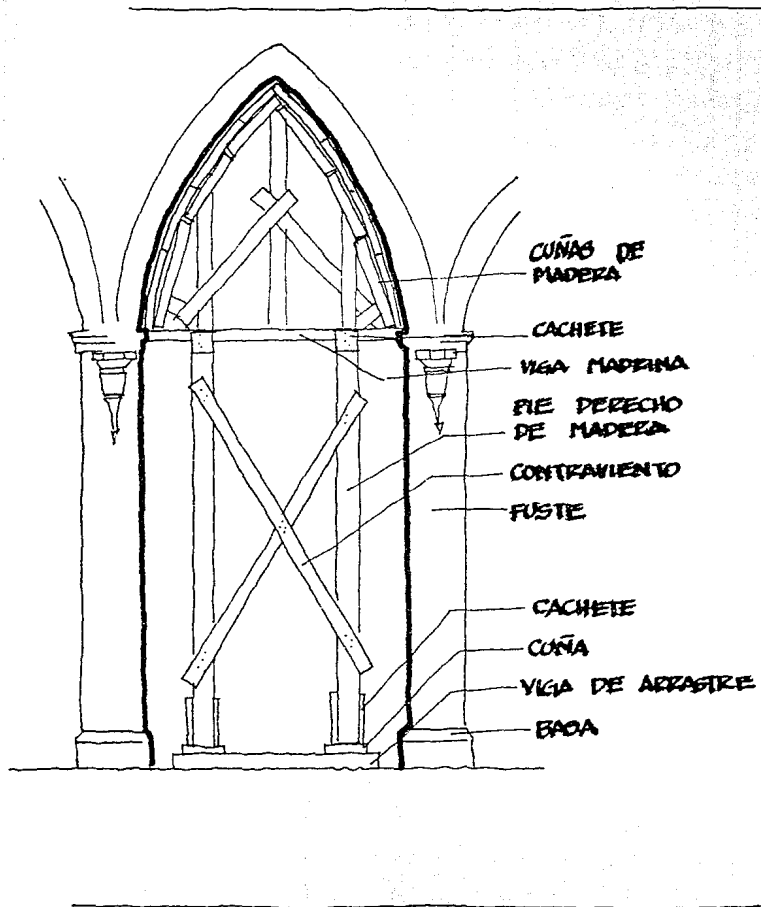 CUÑAS DE
MADERA
CACHETE
VIGA MADRINA
PIE DERECHO
DE MADERA
CONTRAVIENTO
FUSTE
CACHETE
CUÑA
VIGA DE ARRASTRE
BASA